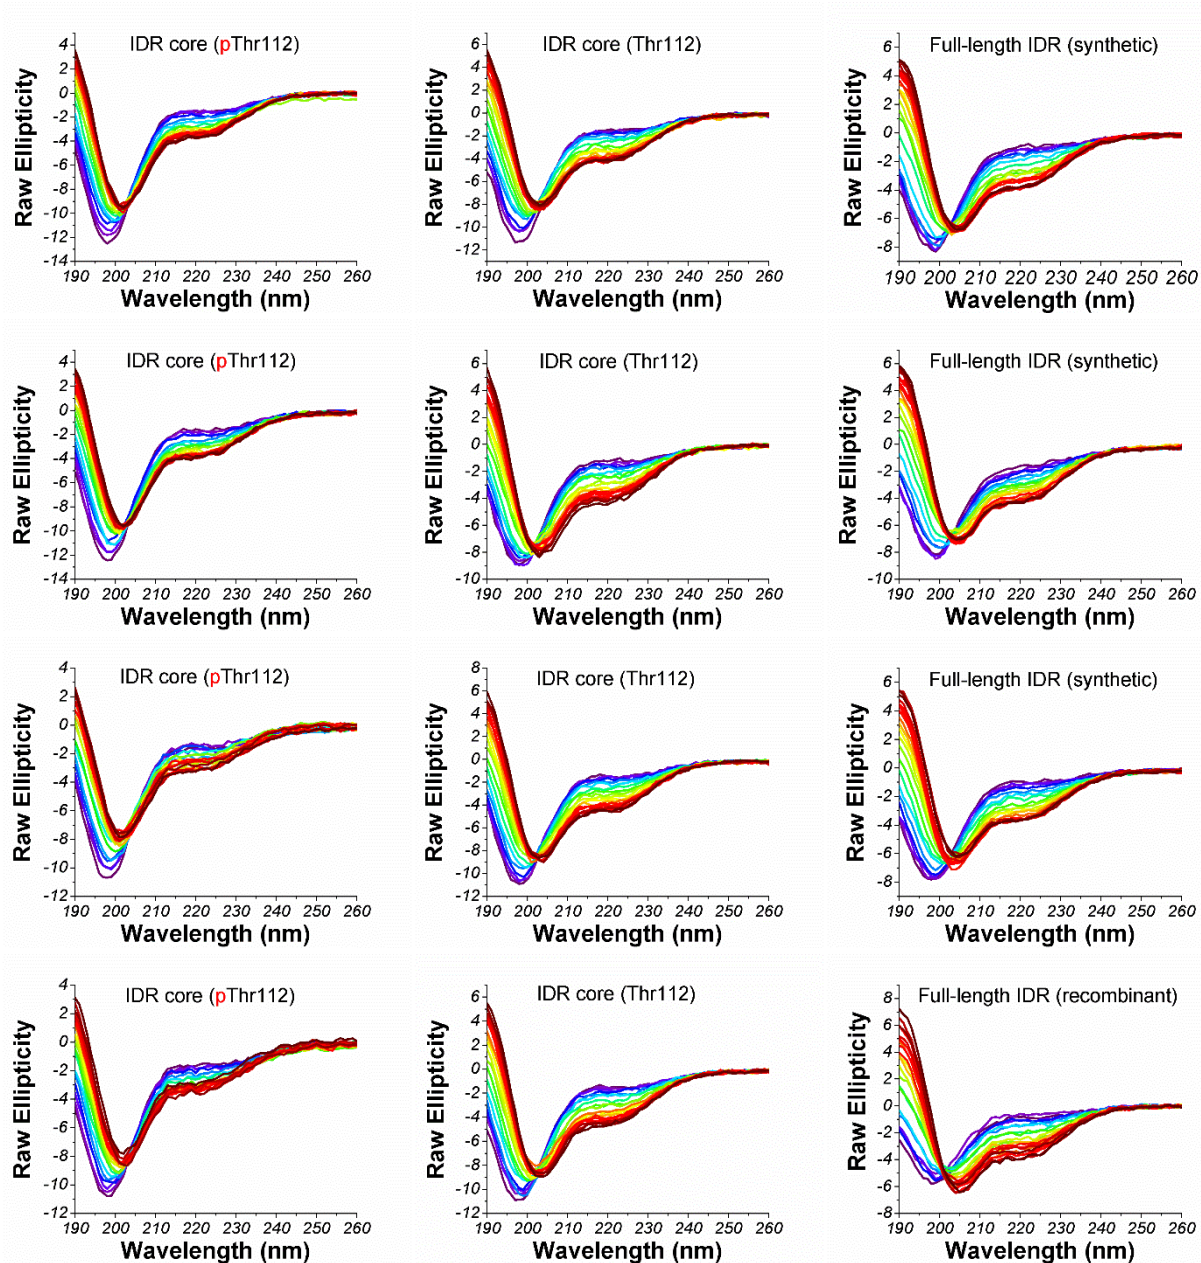 IDR core (pThr112)
Raw Ellipticity
4
2
0
-2
-4
-6
-8
-10
-12
-14
190 200 210 220 230 240 250 260
Wavelength (nm)
IDR core (Thr112)
Raw Ellipticity
6
4
2
0
-2
-4
-6
-8
-10
-12
190 200 210 220 230 240 250 260
Wavelength (nm)
Full-length IDR (synthetic)
Raw Ellipticity
6
4
2
0
-2
-4
-6
-8
190 200 210 220 230 240 250 260
Wavelength (nm)
IDR core (pThr112)
Raw Ellipticity
4
2
0
-2
-4
-6
-8
-10
-12
-14
190 200 210 220 230 240 250 260
Wavelength (nm)
IDR core (Thr112)
Raw Ellipticity
6
4
2
0
-2
-4
-6
-8
-10
190 200 210 220 230 240 250 260
Wavelength (nm)
Full-length IDR (synthetic)
Raw Ellipticity
6
4
2
0
-2
-4
-6
-8
-10
190 200 210 220 230 240 250 260
Wavelength (nm)
IDR core (pThr112)
Raw Ellipticity
4
2
0
-2
-4
-6
-8
-10
-12
190 200 210 220 230 240 250 260
Wavelength (nm)
IDR core (Thr112)
Raw Ellipticity
8
6
4
2
0
-2
-4
-6
-8
-10
-12
190 200 210 220 230 240 250 260
Wavelength (nm)
Full-length IDR (synthetic)
Raw Ellipticity
6
4
2
0
-2
-4
-6
-8
190 200 210 220 230 240 250 260
Wavelength (nm)
IDR core (pThr112)
Raw Ellipticity
4
2
0
-2
-4
-6
-8
-10
-12
190 200 210 220 230 240 250 260
Wavelength (nm)
IDR core (Thr112)
Raw Ellipticity
6
4
2
0
-2
-4
-6
-8
-10
-12
190 200 210 220 230 240 250 260
Wavelength (nm)
Full-length IDR (recombinant)
Raw Ellipticity
8
6
4
2
0
-2
-4
-6
-8
190 200 210 220 230 240 250 260
Wavelength (nm)